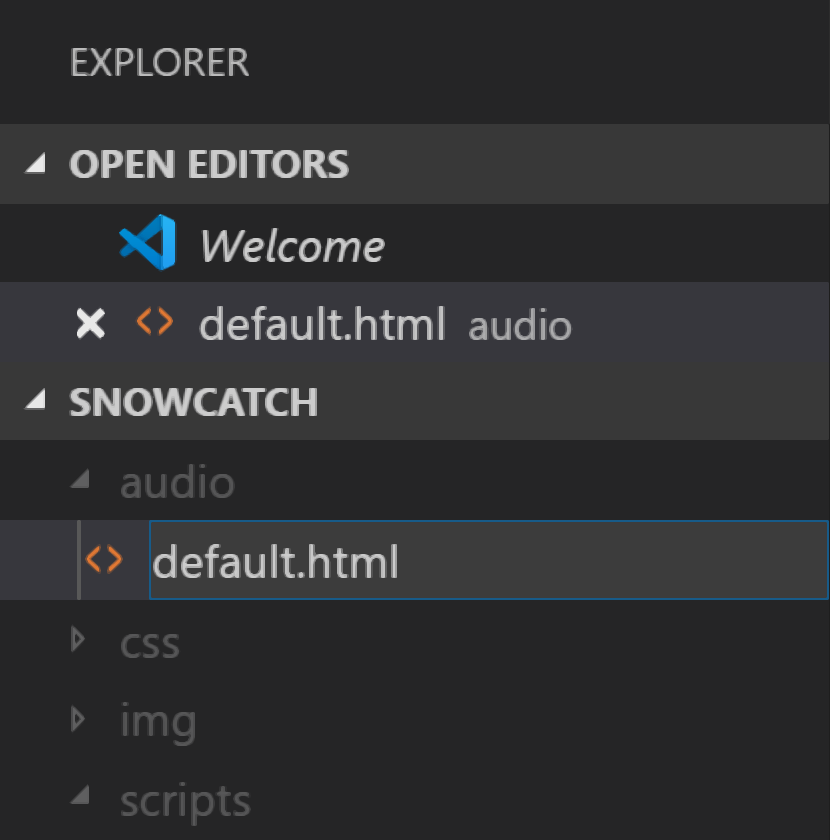 EXPLORER
OPEN EDITORS
Welcome
default.html audio
SNOWCATCH
audio
default.html
css
img
scripts